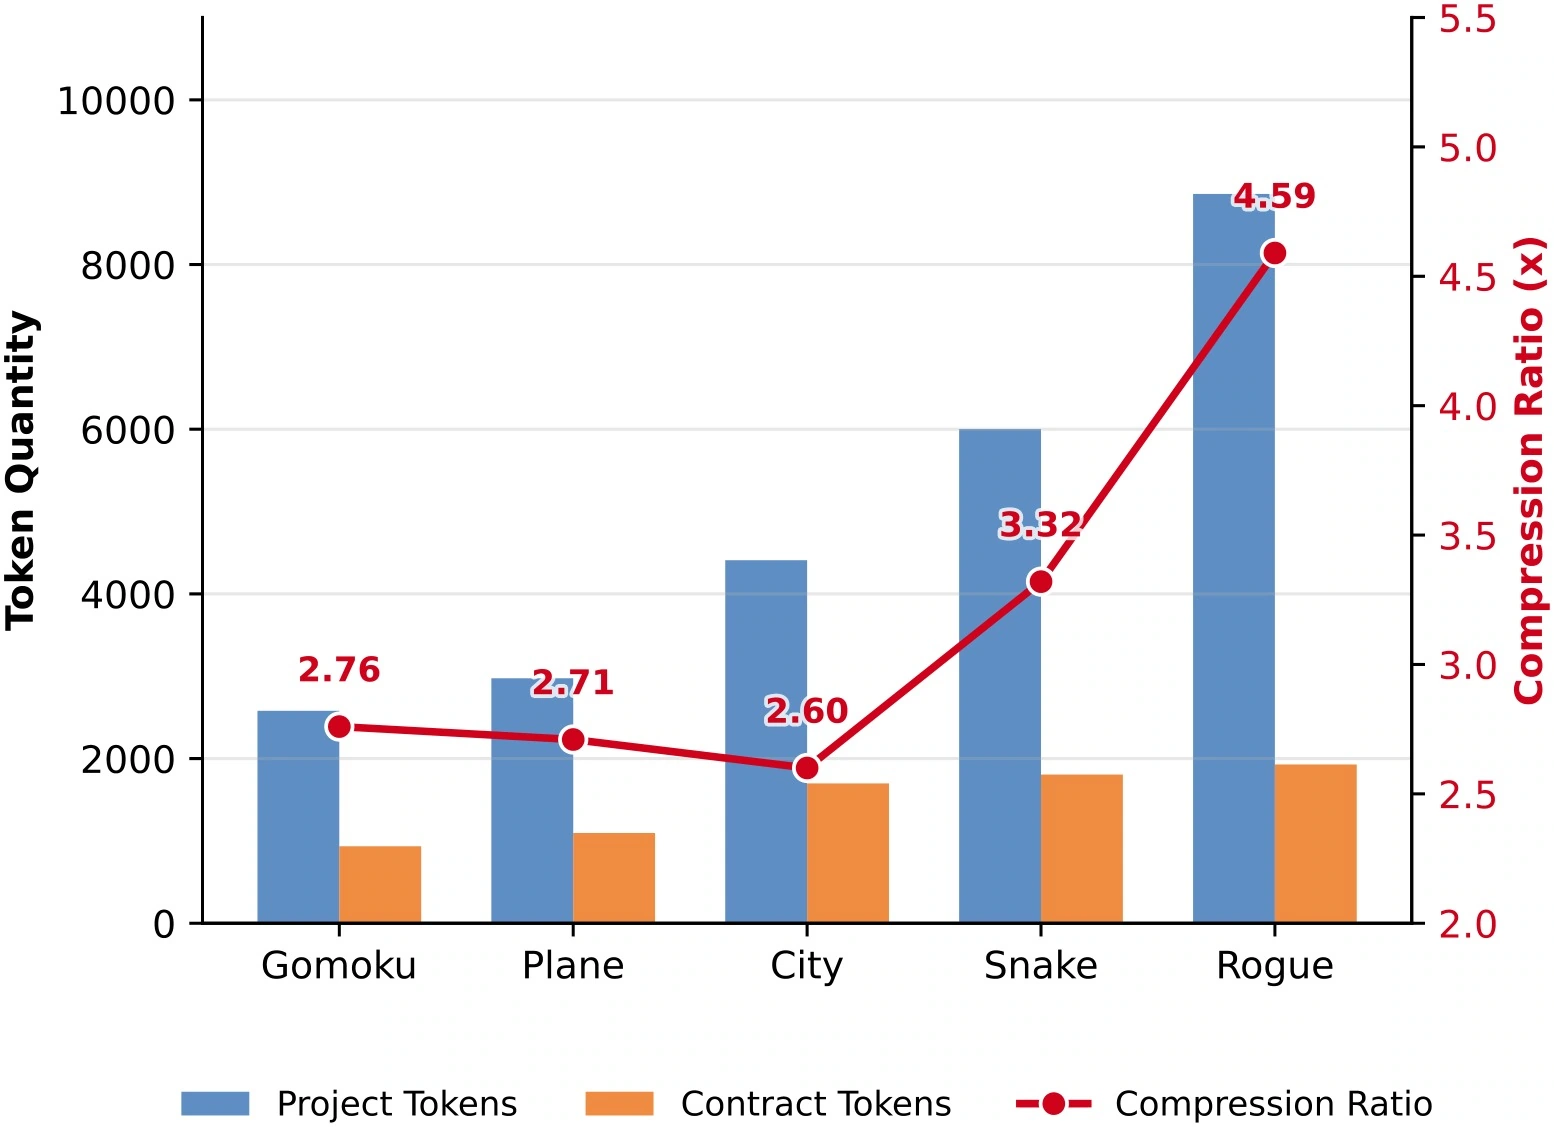 Token Quantity
10000
8000
6000
4000
2000
0
5.5
5.0
4.5
4.0
3.5
3.0
2.5
2.0
Compression Ratio (x)
2.76
2.71
2.60
3.32
4.59
Gomoku
Plane
City
Snake
Rogue
Project Tokens
Contract Tokens
Compression Ratio